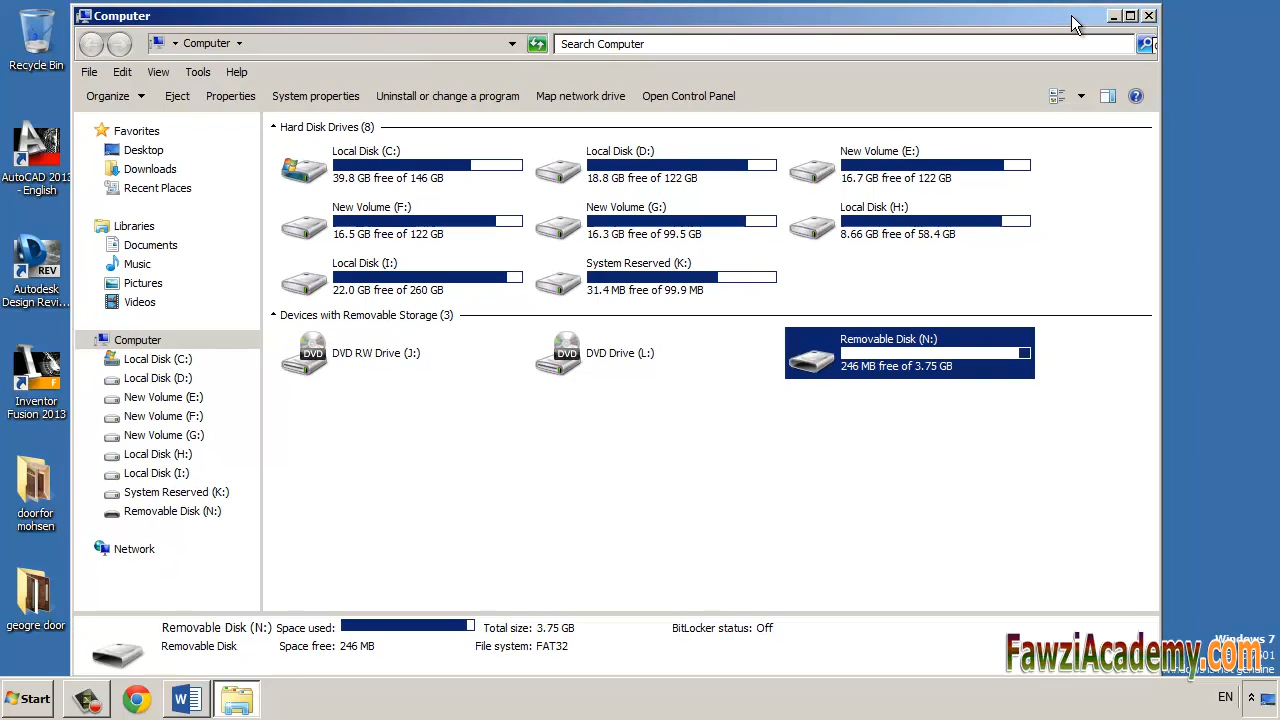 Computer
Recycle Bin
AutoCAD 2013
- English
Autodesk
Design Revi...
Inventor
Fusion 2013
doorfor
mohsen
geogre door
Computer
Search Computer
File Edit View Tools Help
Organize Eject Properties System properties Uninstall or change a program Map network drive Open Control Panel
Favorites
Desktop
Downloads
Recent Places
Libraries
Documents
Music
Pictures
Videos
Computer
Local Disk (C:)
Local Disk (D:)
New Volume (E:)
New Volume (F:)
New Volume (G:)
Local Disk (H:)
Local Disk (I:)
System Reserved (K:)
Removable Disk (N:)
Network
Hard Disk Drives (8)
Local Disk (C:)
39.8 GB free of 146 GB
Local Disk (D:)
18.8 GB free of 122 GB
New Volume (E:)
16.7 GB free of 122 GB
New Volume (F:)
16.5 GB free of 122 GB
New Volume (G:)
16.3 GB free of 99.5 GB
Local Disk (H:)
8.66 GB free of 58.4 GB
Local Disk (I:)
22.0 GB free of 260 GB
System Reserved (K:)
31.4 MB free of 99.9 MB
Devices with Removable Storage (3)
DVD RW Drive (J:)
DVD
DVD Drive (L:)
DVD
Removable Disk (N:)
246 MB free of 3.75 GB
Removable Disk (N:) Space used: Total size: 3.75 GB BitLocker status: Off
Removable Disk Space free: 246 MB File system: FAT32
Windows 7
FawziAcademy.com
Start
EN